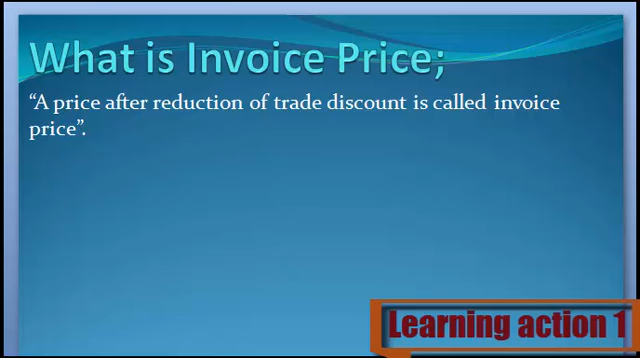 What is Invoice Price;
“A price after reduction of trade discount is called invoice
price”.
Learning action 1